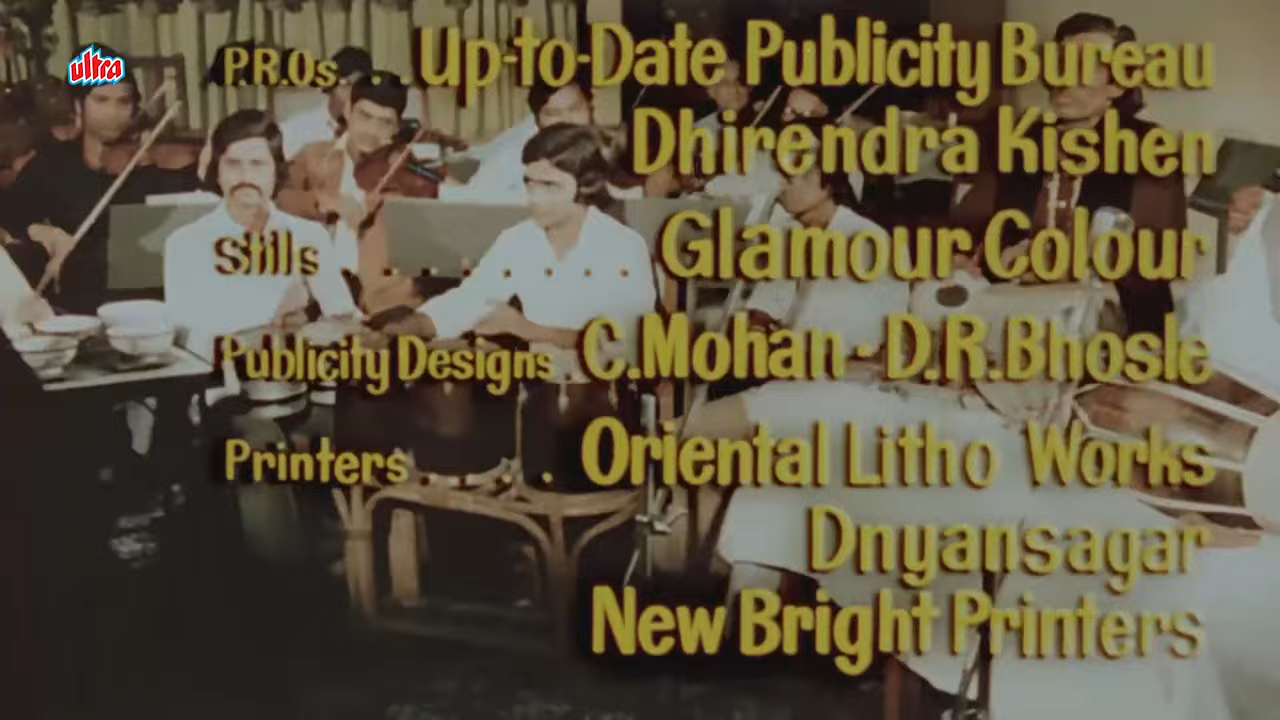 ultra
P.R.Os. . . Up-to-Date Publicity Bureau
Dhirendra Kishen
Stills . . . . . . . . Glamour Colour
Publicity Designs C.Mohan - D.R.Bhosle
Printers . . . . Oriental Litho Works
Dnyansagar
New Bright Printers